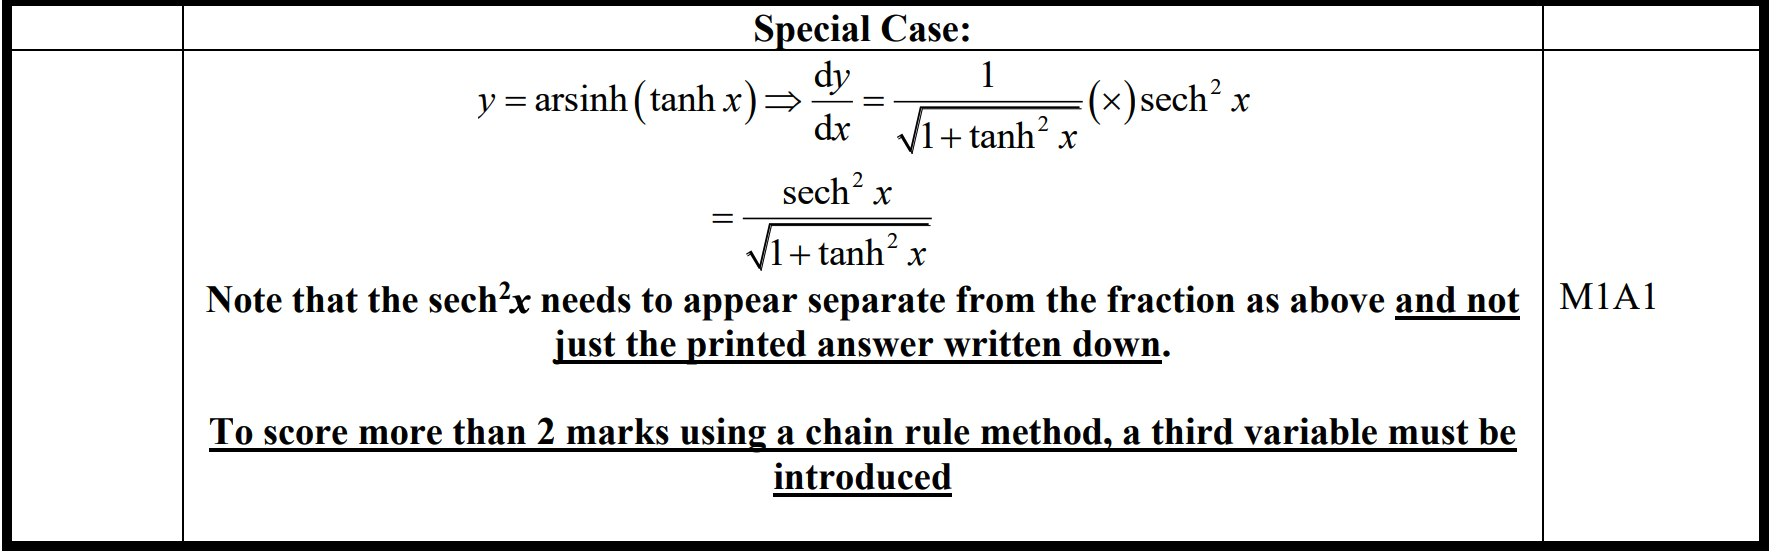 Special Case:
y = arsinh(tanh x) ⇒ dy/dx = 1/√(1 + tanh² x) (×) sech² x
= sech² x/√(1 + tanh² x)
Note that the sech²x needs to appear separate from the fraction as above and not
just the printed answer written down.
M1A1
To score more than 2 marks using a chain rule method, a third variable must be
introduced